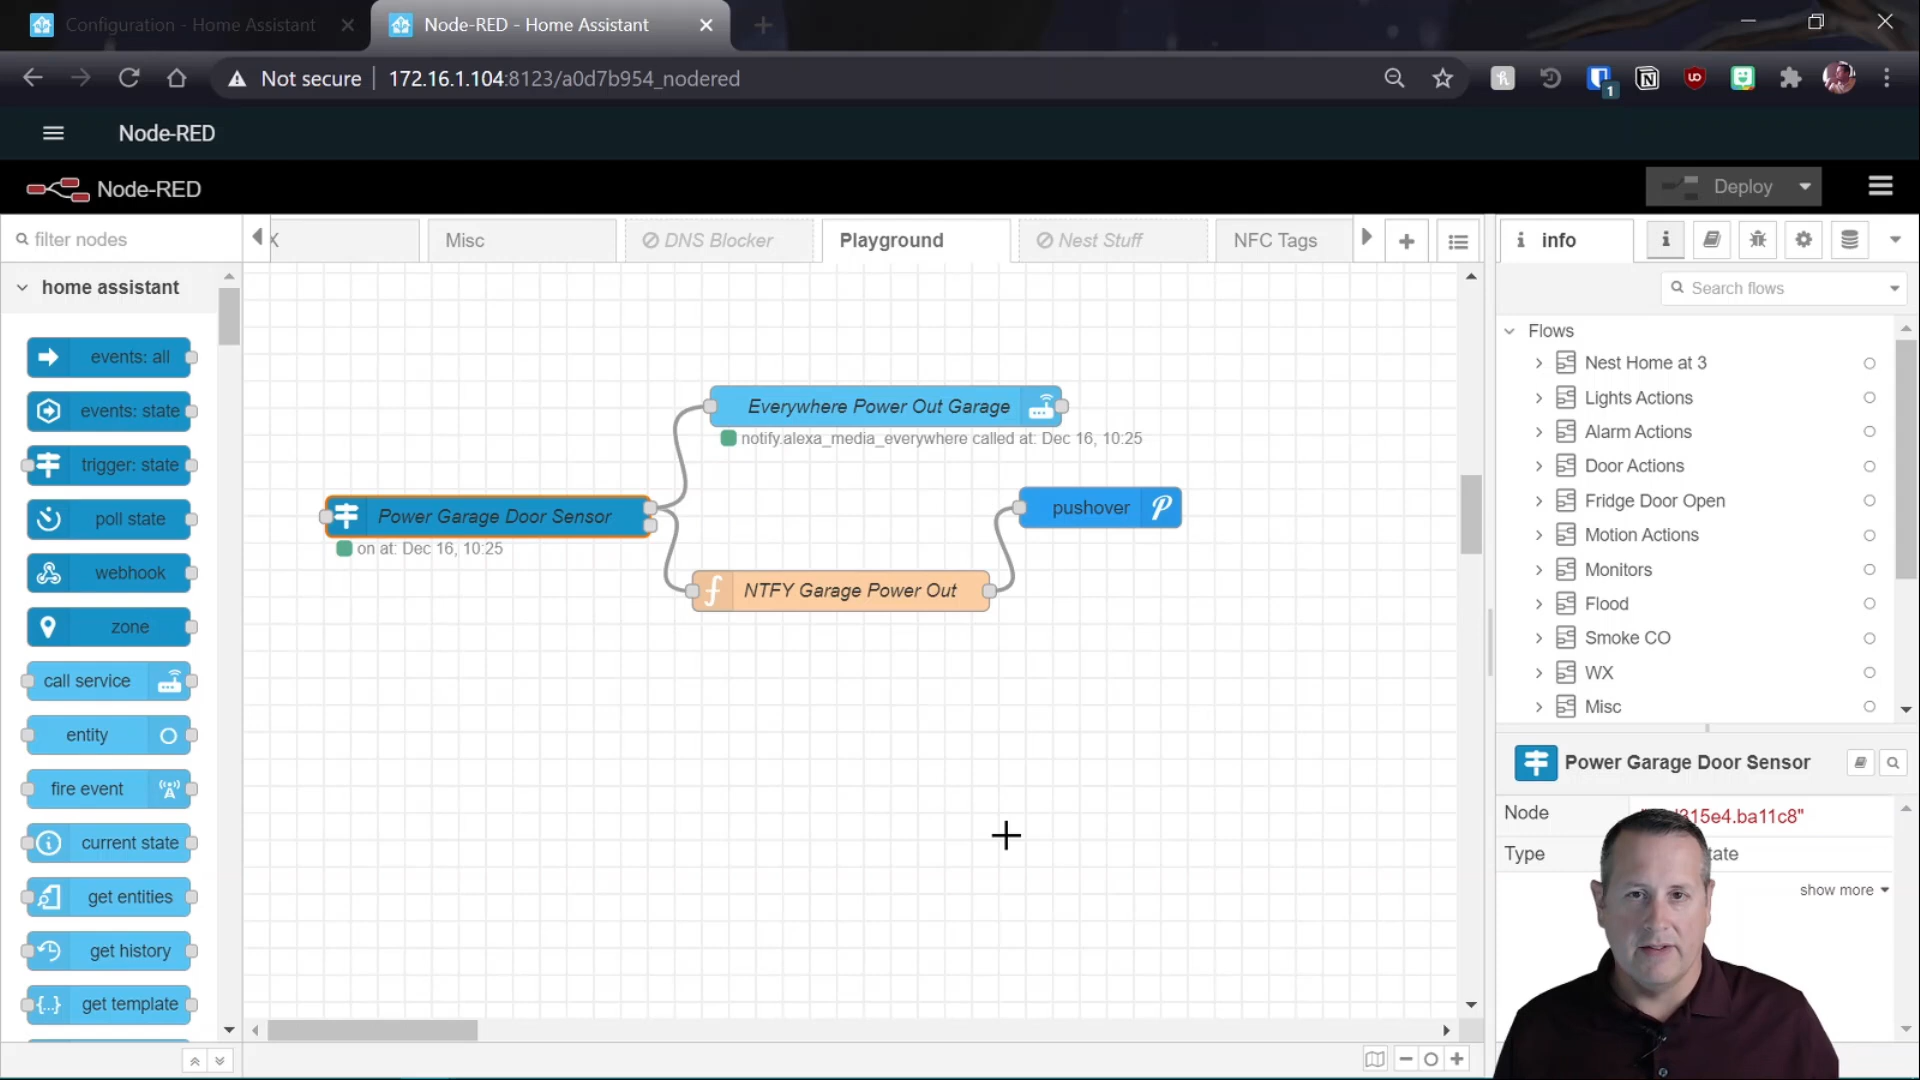 Configuration - Home Assistant
Node-RED - Home Assistant
Not secure
172.16.1.104:8123/a0d7b954_nodered
1
Node-RED
Node-RED
Deploy
filter nodes
X
Misc
DNS Blocker
Playground
Nest Stuff
NFC Tags
i info
Search flows
home assistant
events: all
events: state
trigger: state
poll state
webhook
zone
call service
entity
fire event
current state
get entities
get history
get template
Everywhere Power Out Garage
notify.alexa_media_everywhere called at: Dec 16, 10:25
Power Garage Door Sensor
on at: Dec 16, 10:25
pushover
NTFY Garage Power Out
Flows
Nest Home at 3
Lights Actions
Alarm Actions
Door Actions
Fridge Door Open
Motion Actions
Monitors
Flood
Smoke CO
WX
Misc
Power Garage Door Sensor
Node
315e4.ba11c8"
Type
tate
show more